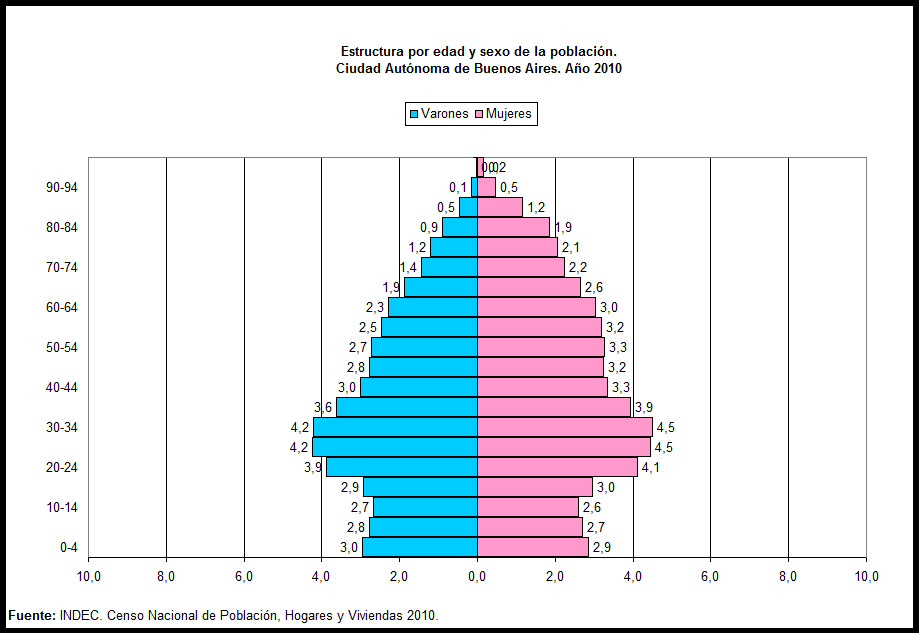 Estructura por edad y sexo de la población.
Ciudad Autónoma de Buenos Aires. Año 2010
Varones Mujeres
0,2
90-94 0,1 0,5
0,5 1,2
80-84 0,9 1,9
1,2 2,1
70-74 1,4 2,2
1,9 2,6
60-64 2,3 3,0
2,5 3,2
50-54 2,7 3,3
2,8 3,2
40-44 3,0 3,3
3,6 3,9
30-34 4,2 4,5
4,2 4,5
20-24 3,9 4,1
2,9 3,0
10-14 2,7 2,6
2,8 2,7
0-4 3,0 2,9
10,0 8,0 6,0 4,0 2,0 0,0 2,0 4,0 6,0 8,0 10,0
Fuente: INDEC. Censo Nacional de Población, Hogares y Viviendas 2010.